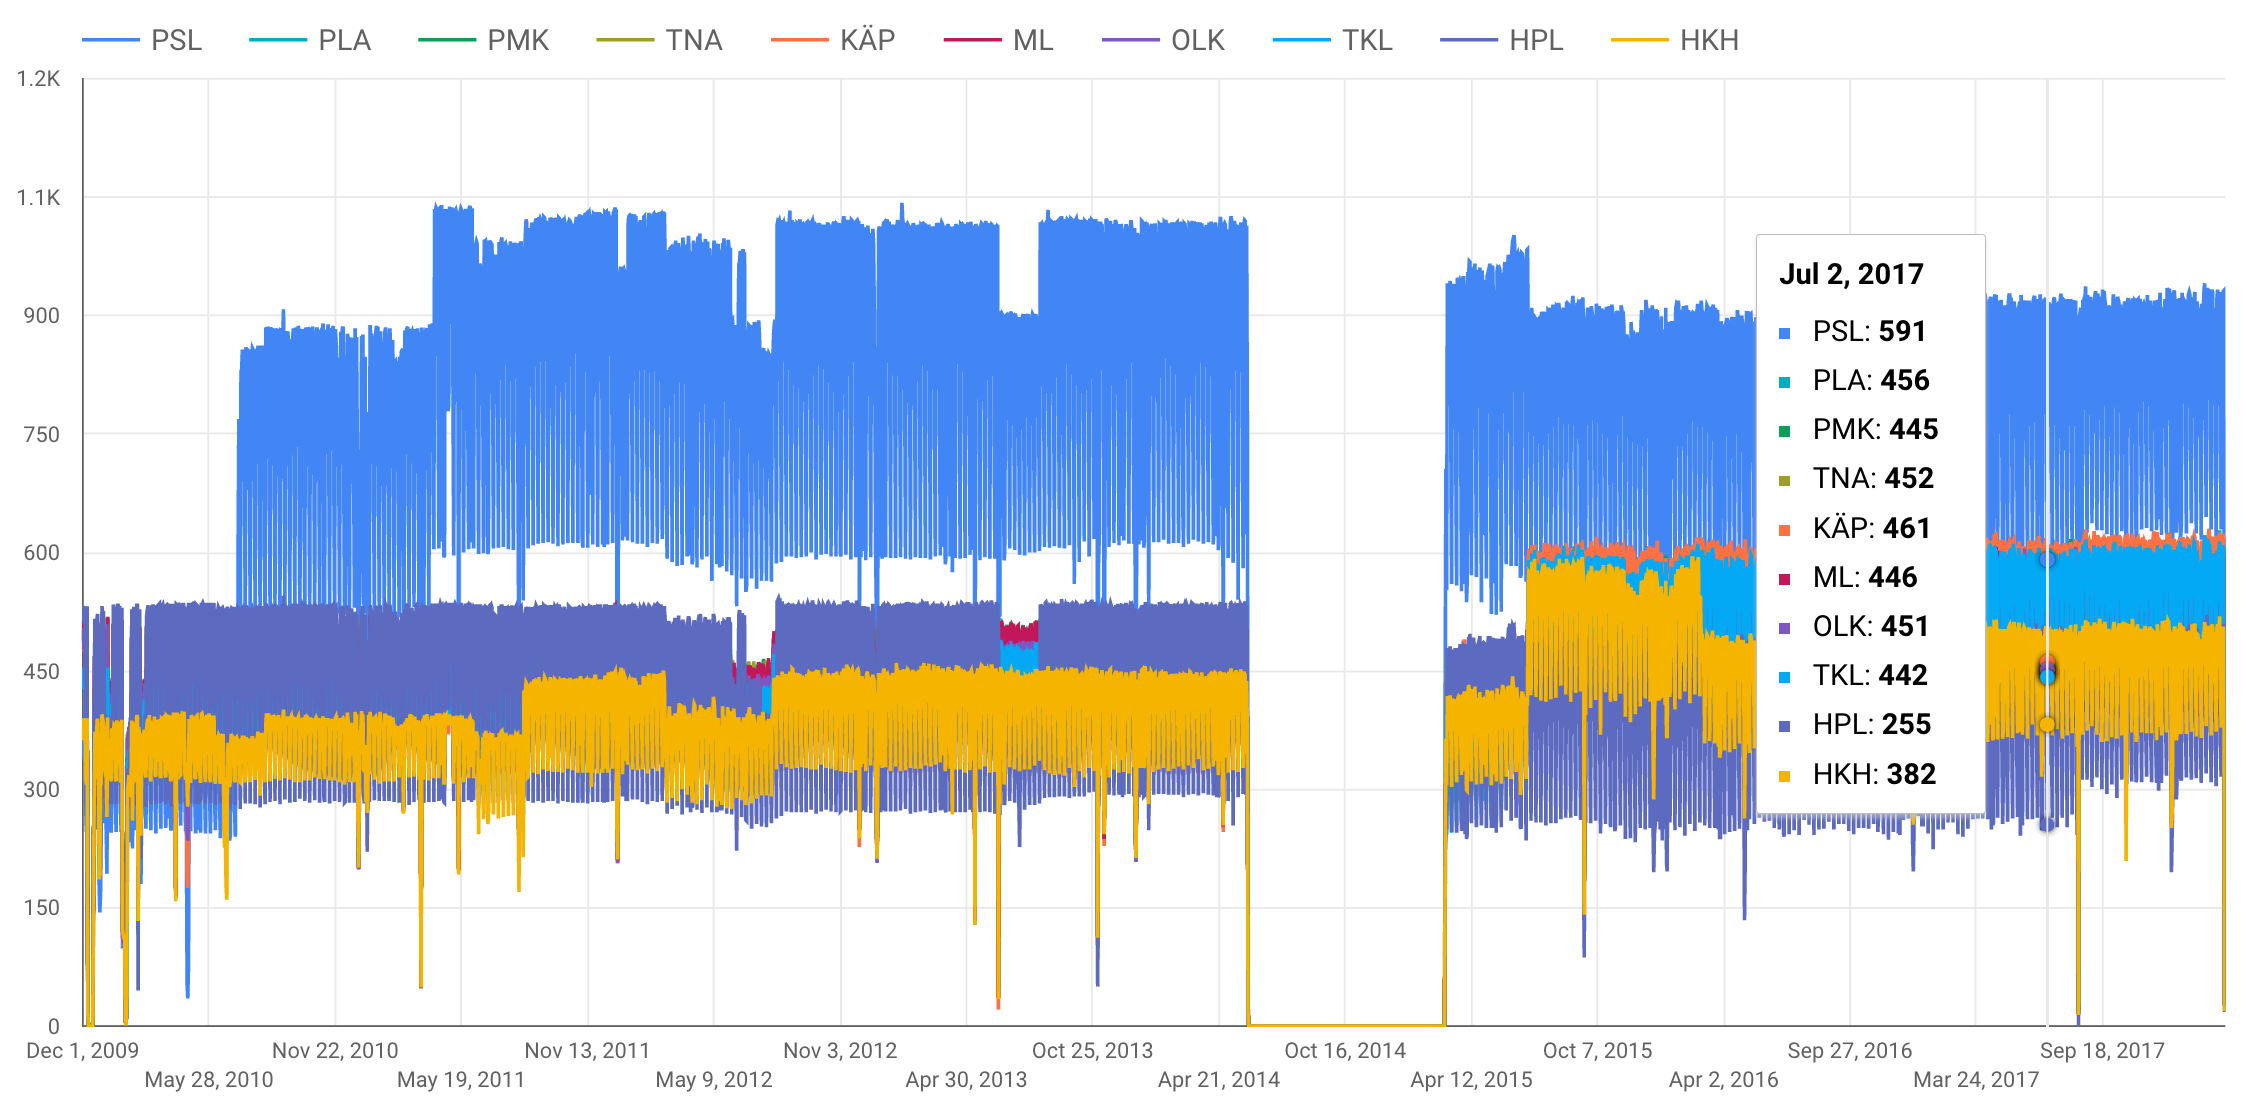 PSL PLA PMK TNA KÄP ML OLK TKL HPL HKH
1.2K
1.1K
900
750
600
450
300
150
0
Jul 2, 2017
PSL: 591
PLA: 456
PMK: 445
TNA: 452
KÄP: 461
ML: 446
OLK: 451
TKL: 442
HPL: 255
HKH: 382
Dec 1, 2009 Nov 22, 2010 Nov 13, 2011 Nov 3, 2012 Oct 25, 2013 Oct 16, 2014 Oct 7, 2015 Sep 27, 2016 Sep 18, 2017
May 28, 2010 May 19, 2011 May 9, 2012 Apr 30, 2013 Apr 21, 2014 Apr 12, 2015 Apr 2, 2016 Mar 24, 2017